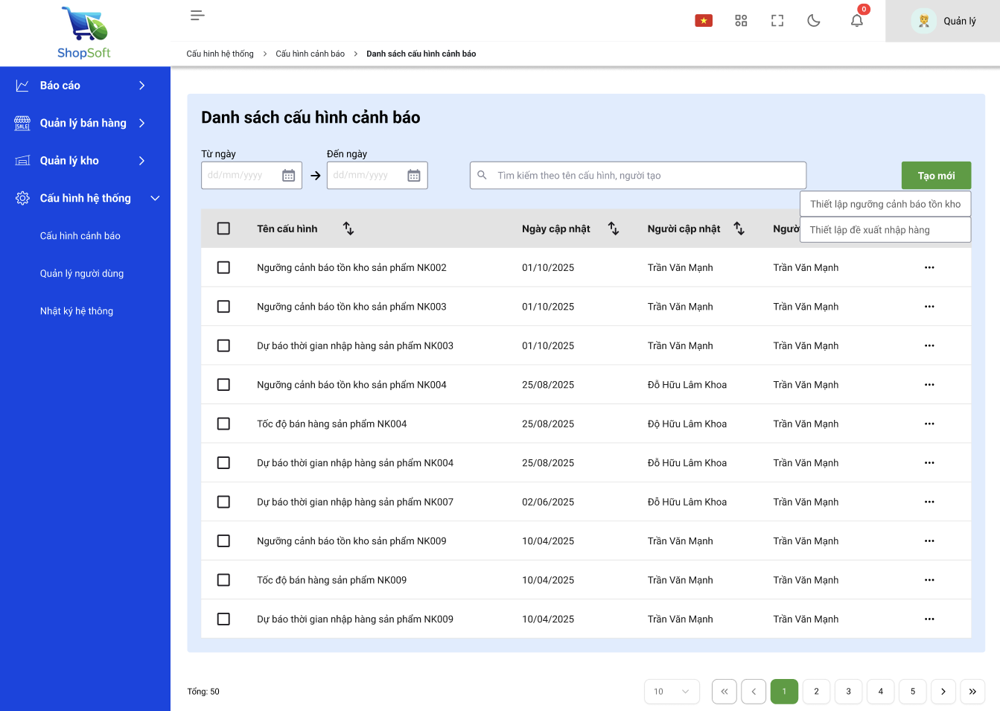 ShopSoft
0
Quản lý
Cấu hình hệ thống > Cấu hình cảnh báo > Danh sách cấu hình cảnh báo
Báo cáo
SALE
Quản lý bán hàng
Quản lý kho
Cấu hình hệ thống
Cấu hình cảnh báo
Quản lý người dùng
Nhật ký hệ thông
Danh sách cấu hình cảnh báo
Từ ngày
Đến ngày
dd/mm/yyyy
dd/mm/yyyy
Tìm kiếm theo tên cấu hình, người tạo
Tạo mới
Thiết lập ngưỡng cảnh báo tồn kho
Thiết lập đề xuất nhập hàng
Tên cấu hình Ngày cập nhật Người cập nhật Ngườ
Ngưỡng cảnh báo tồn kho sản phẩm NK002 01/10/2025 Trần Văn Mạnh Trần Văn Mạnh
Ngưỡng cảnh báo tồn kho sản phẩm NK003 01/10/2025 Trần Văn Mạnh Trần Văn Mạnh
Dự báo thời gian nhập hàng sản phẩm NK003 01/10/2025 Trần Văn Mạnh Trần Văn Mạnh
Ngưỡng cảnh báo tồn kho sản phẩm NK004 25/08/2025 Đỗ Hữu Lâm Khoa Trần Văn Mạnh
Tốc độ bán hàng sản phẩm NK004 25/08/2025 Độ Hữu Lâm Khoa Trần Văn Mạnh
Dự báo thời gian nhập hàng sản phẩm NK004 25/08/2025 Đỗ Hữu Lâm Khoa Trần Văn Mạnh
Dự báo thời gian nhập hàng sản phẩm NK007 02/06/2025 Đỗ Hữu Lâm Khoa Trần Văn Mạnh
Ngưỡng cảnh báo tồn kho sản phẩm NK009 10/04/2025 Trần Văn Mạnh Trần Văn Mạnh
Tốc độ bán hàng sản phẩm NK009 10/04/2025 Trần Văn Mạnh Trần Văn Mạnh
Dự báo thời gian nhập hàng sản phẩm NK009 10/04/2025 Trần Văn Mạnh Trần Văn Mạnh
Tổng: 50
10 « < 1 2 3 4 5 > »